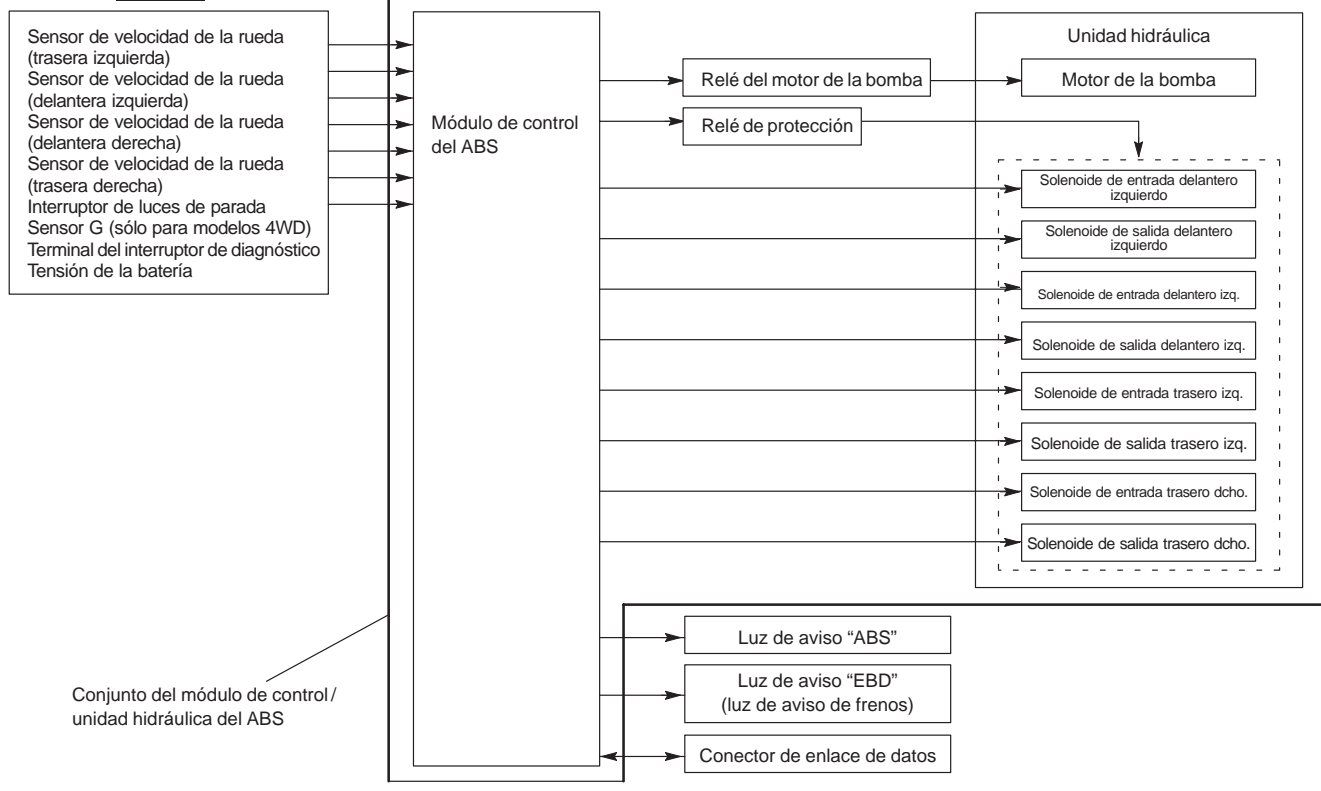 Sensor de velocidad de la rueda
(trasera izquierda)
Sensor de velocidad de la rueda
(delantera izquierda)
Sensor de velocidad de la rueda
(delantera derecha)
Sensor de velocidad de la rueda
(trasera derecha)
Interruptor de luces de parada
Sensor G (sólo para modelos 4WD)
Terminal del interruptor de diagnóstico
Tensión de la batería
Módulo de control
del ABS
Relé del motor de la bomba
Relé de protección
Unidad hidráulica
Motor de la bomba
Solenoide de entrada delantero
izquierdo
Solenoide de salida delantero
izquierdo
Solenoide de entrada delantero izq.
Solenoide de salida delantero izq.
Solenoide de entrada trasero izq.
Solenoide de salida trasero izq.
Solenoide de entrada trasero dcho.
Solenoide de salida trasero dcho.
Luz de aviso “ABS”
Luz de aviso “EBD”
(luz de aviso de frenos)
Conector de enlace de datos
Conjunto del módulo de control/
unidad hidráulica del ABS